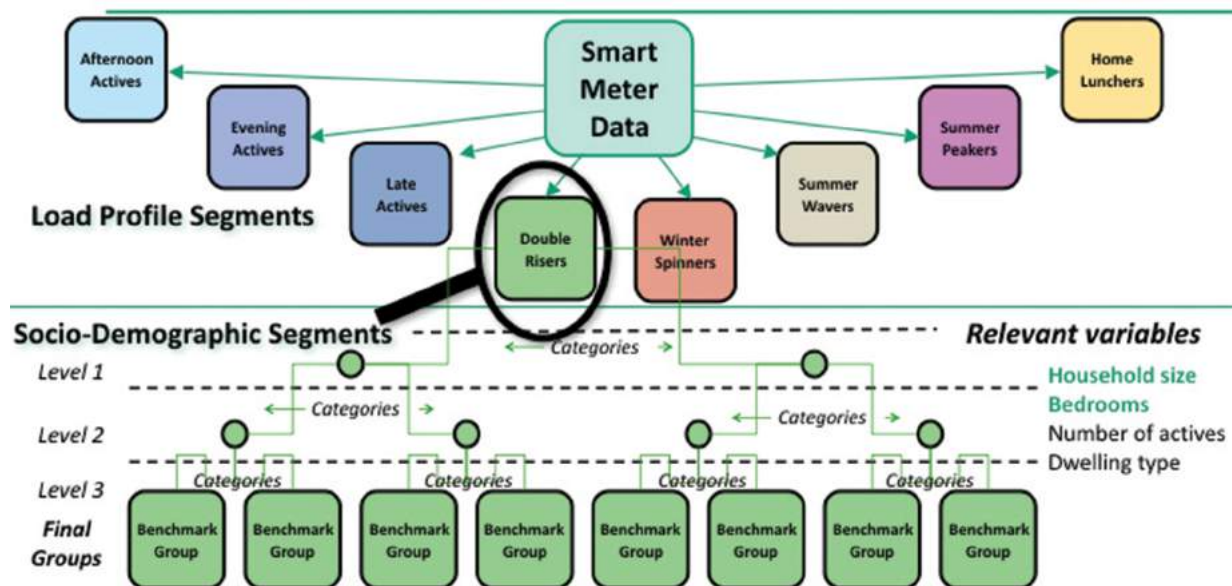 Smart
Meter
Data
Afternoon
Actives
Home
Lunchers
Evening
Actives
Summer
Peakers
Late
Actives
Summer
Wavers
Load Profile Segments
Double
Risers
Winter
Spinners
Socio-Demographic Segments
Relevant variables
Categories
Level 1
Household size
Categories
Categories
Bedrooms
Level 2
Number of actives
Dwelling type
Level 3
Categories
Categories
Categories
Categories
Final
Groups
Benchmark
Group
Benchmark
Group
Benchmark
Group
Benchmark
Group
Benchmark
Group
Benchmark
Group
Benchmark
Group
Benchmark
Group